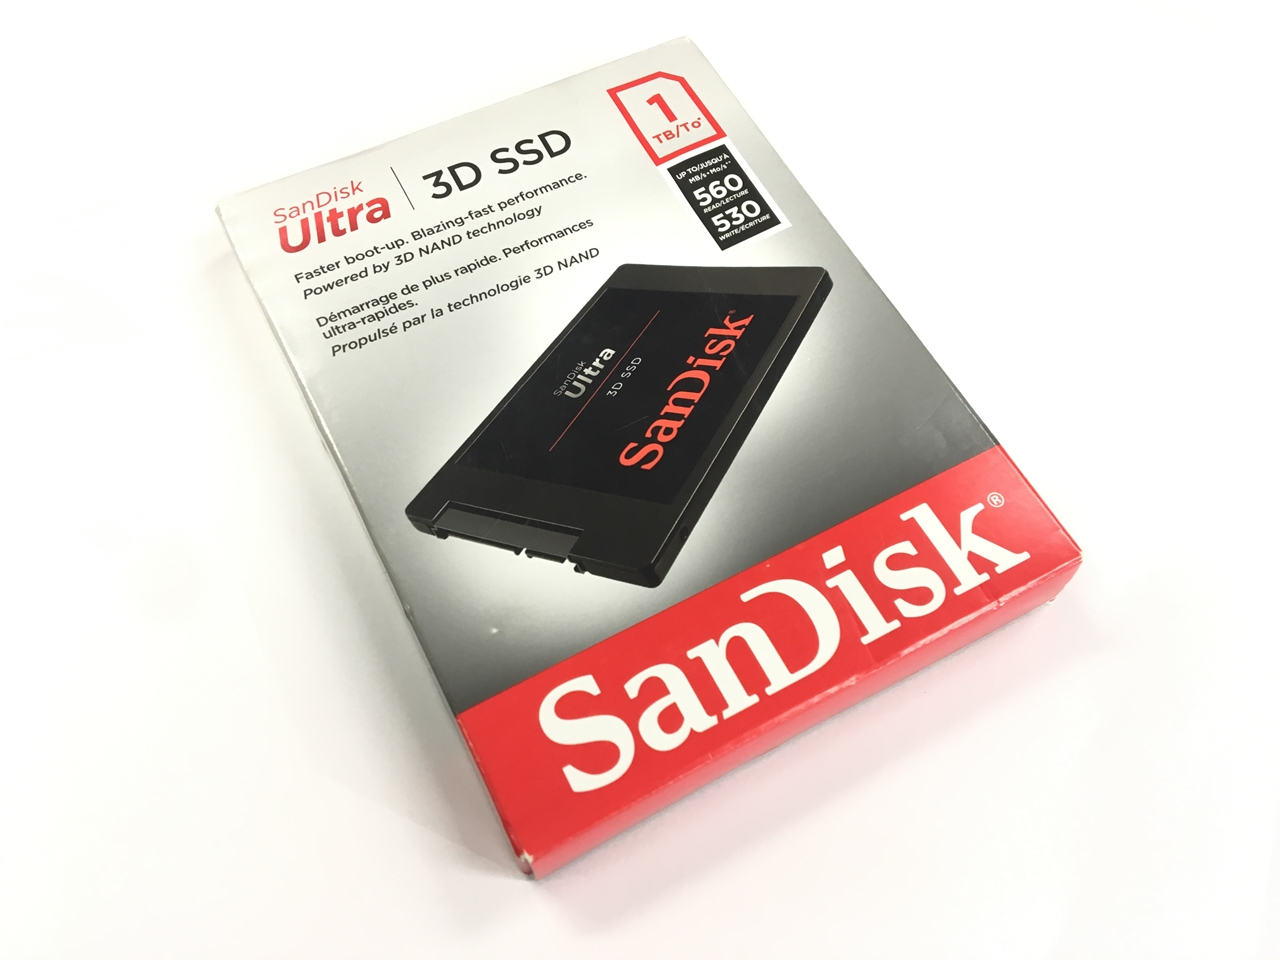 SanDisk
Ultra
3D SSD
1
TB/To*
UP TO/JUSQU'À
MB/s • Mo/s**
560
READ/LECTURE
530
WRITE/ÉCRITURE
Faster boot-up. Blazing-fast performance.
Powered by 3D NAND technology
Démarrage de plus rapide. Performances
ultra-rapides.
Propulsé par la technologie 3D NAND
SanDisk
Ultra
3D SSD
SanDisk®
SanDisk®